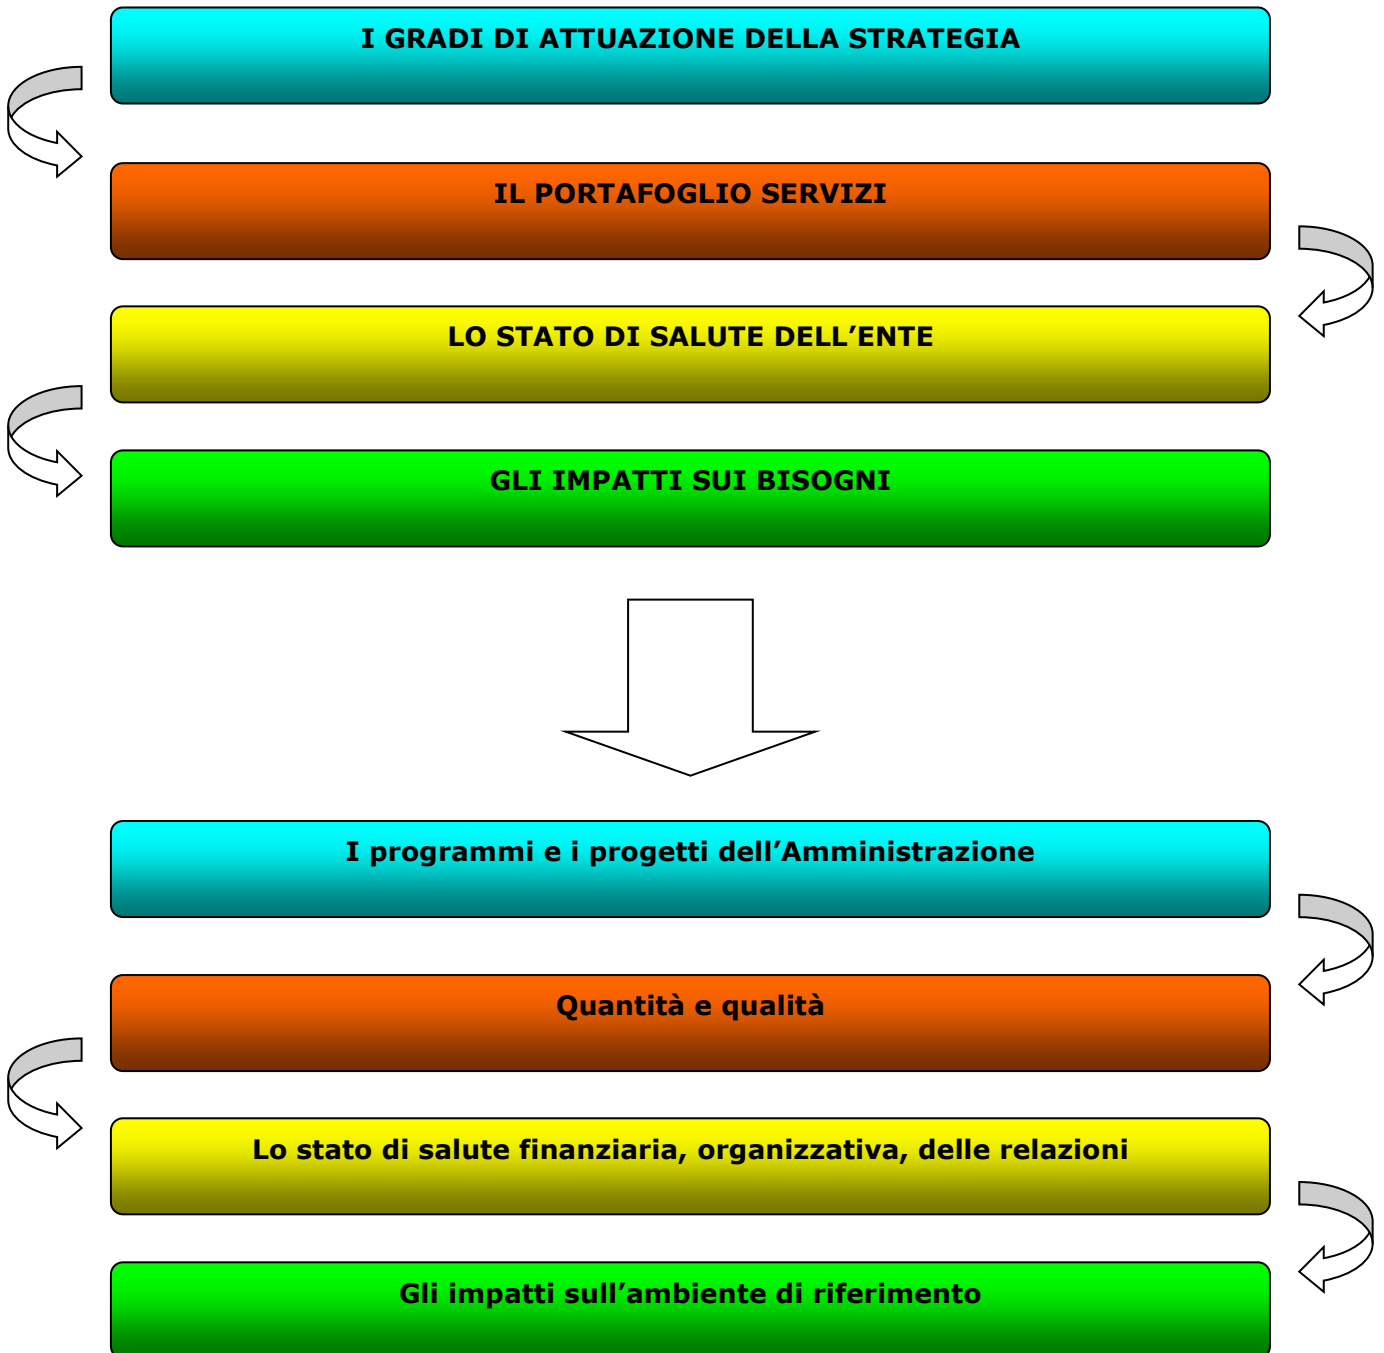 I GRADI DI ATTUAZIONE DELLA STRATEGIA
IL PORTAFOGLIO SERVIZI
LO STATO DI SALUTE DELL’ENTE
GLI IMPATTI SUI BISOGNI
I programmi e i progetti dell’Amministrazione
Quantità e qualità
Lo stato di salute finanziaria, organizzativa, delle relazioni
Gli impatti sull’ambiente di riferimento